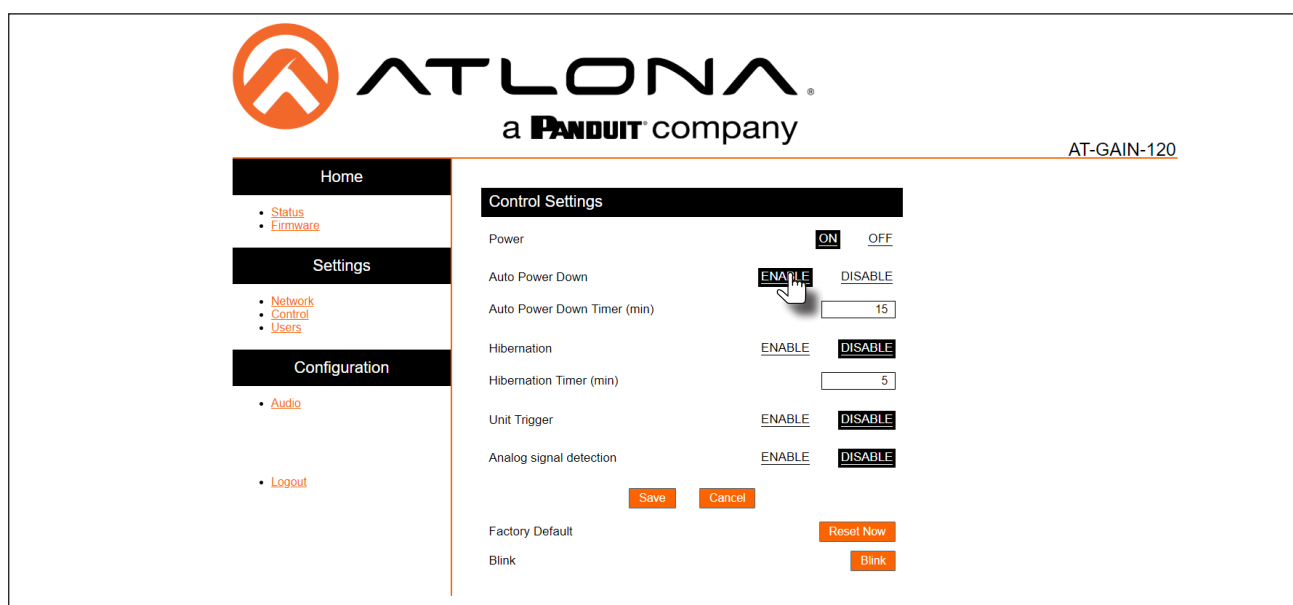 ATLONA®
a PANDUIT® company
AT-GAIN-120
Home
• Status
• Firmware
Settings
• Network
• Control
• Users
Configuration
• Audio
• Logout
Control Settings
Power ON OFF
Auto Power Down ENABLE DISABLE
Auto Power Down Timer (min) 15
Hibernation ENABLE DISABLE
Hibernation Timer (min) 5
Unit Trigger ENABLE DISABLE
Analog signal detection ENABLE DISABLE
Save Cancel
Factory Default Reset Now
Blink Blink